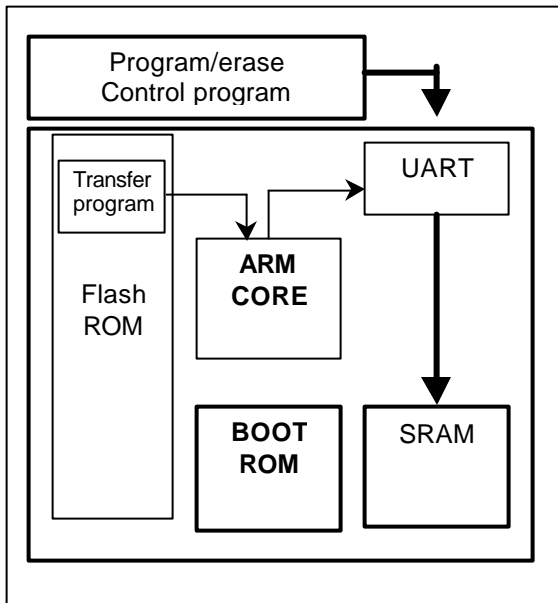 Program/erase
Control program
Transfer
program
UART
ARM
CORE
Flash
ROM
BOOT
ROM
SRAM